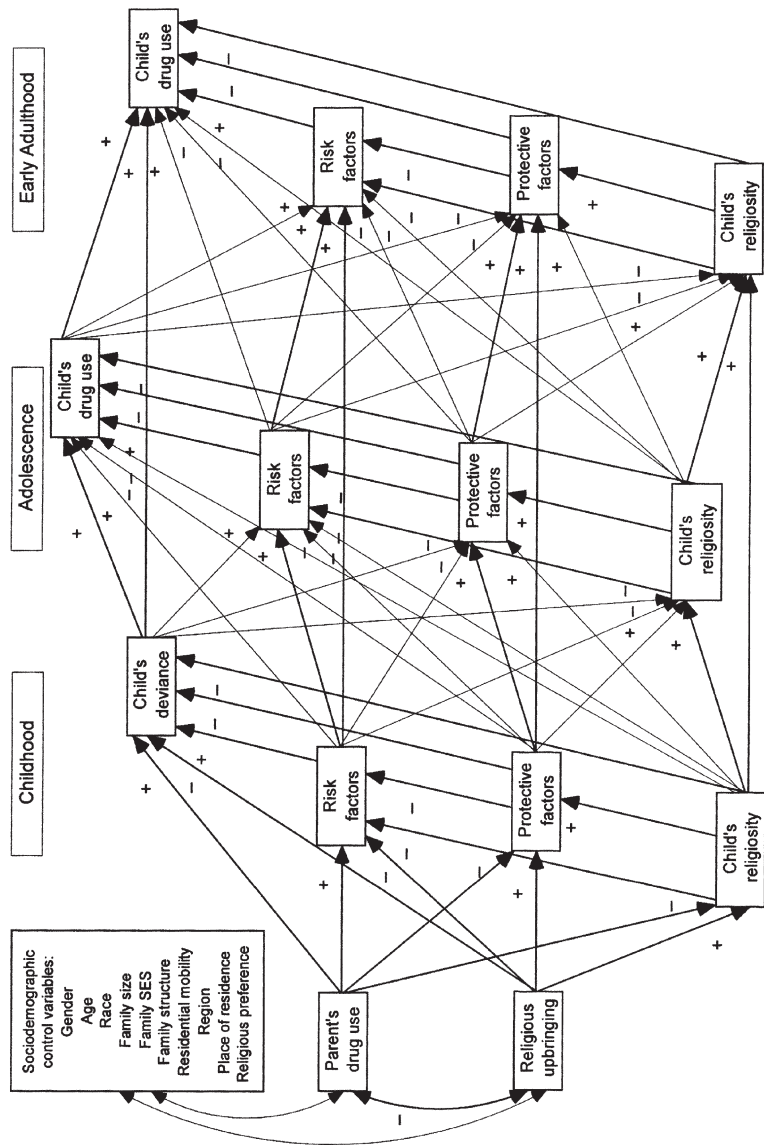 Sociodemographic
control variables:
Gender
Age
Race
Family size
Family SES
Family structure
Residential mobility
Region
Place of residence
Religious preference
Parent's
drug use
Religious
upbringing
Childhood
Child's
deviance
Risk
factors
Protective
factors
Child's
religiosity
Adolescence
Child's
drug use
Risk
factors
Protective
factors
Child's
religiosity
Early Adulthood
Child's
drug use
Risk
factors
Protective
factors
Child's
religiosity